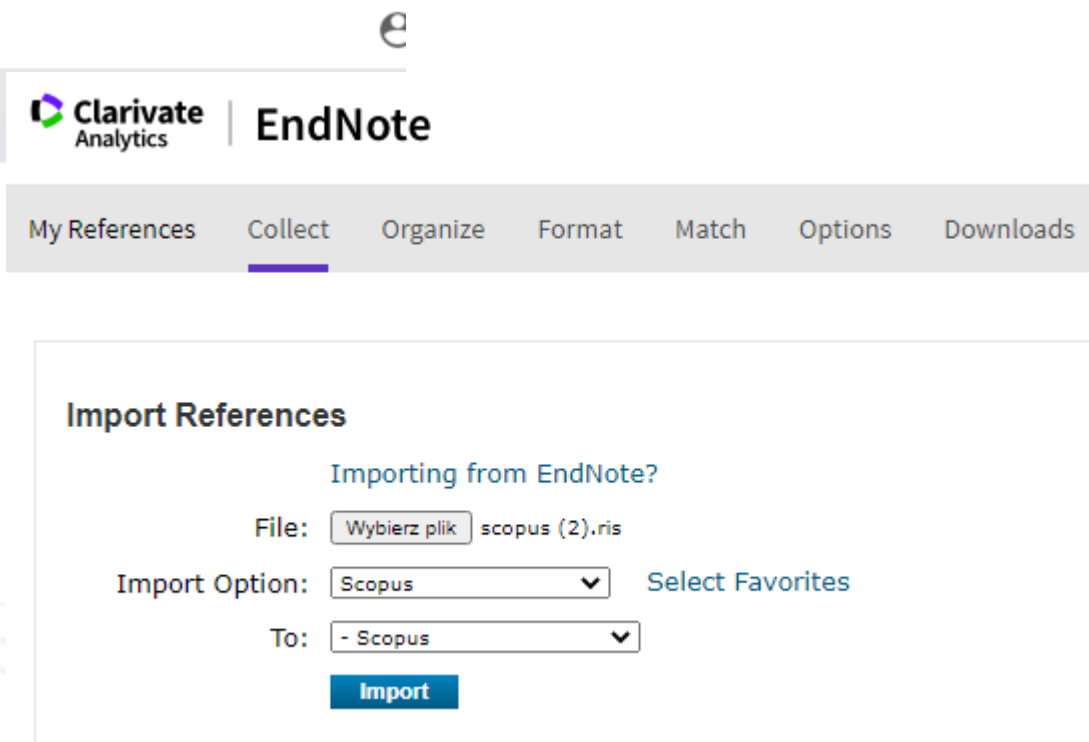 Clarivate
Analytics
EndNote
My References Collect Organize Format Match Options Downloads
Import References
Importing from EndNote?
File: Wybierz plik scopus (2).ris
Import Option: Scopus Select Favorites
To: - Scopus
Import